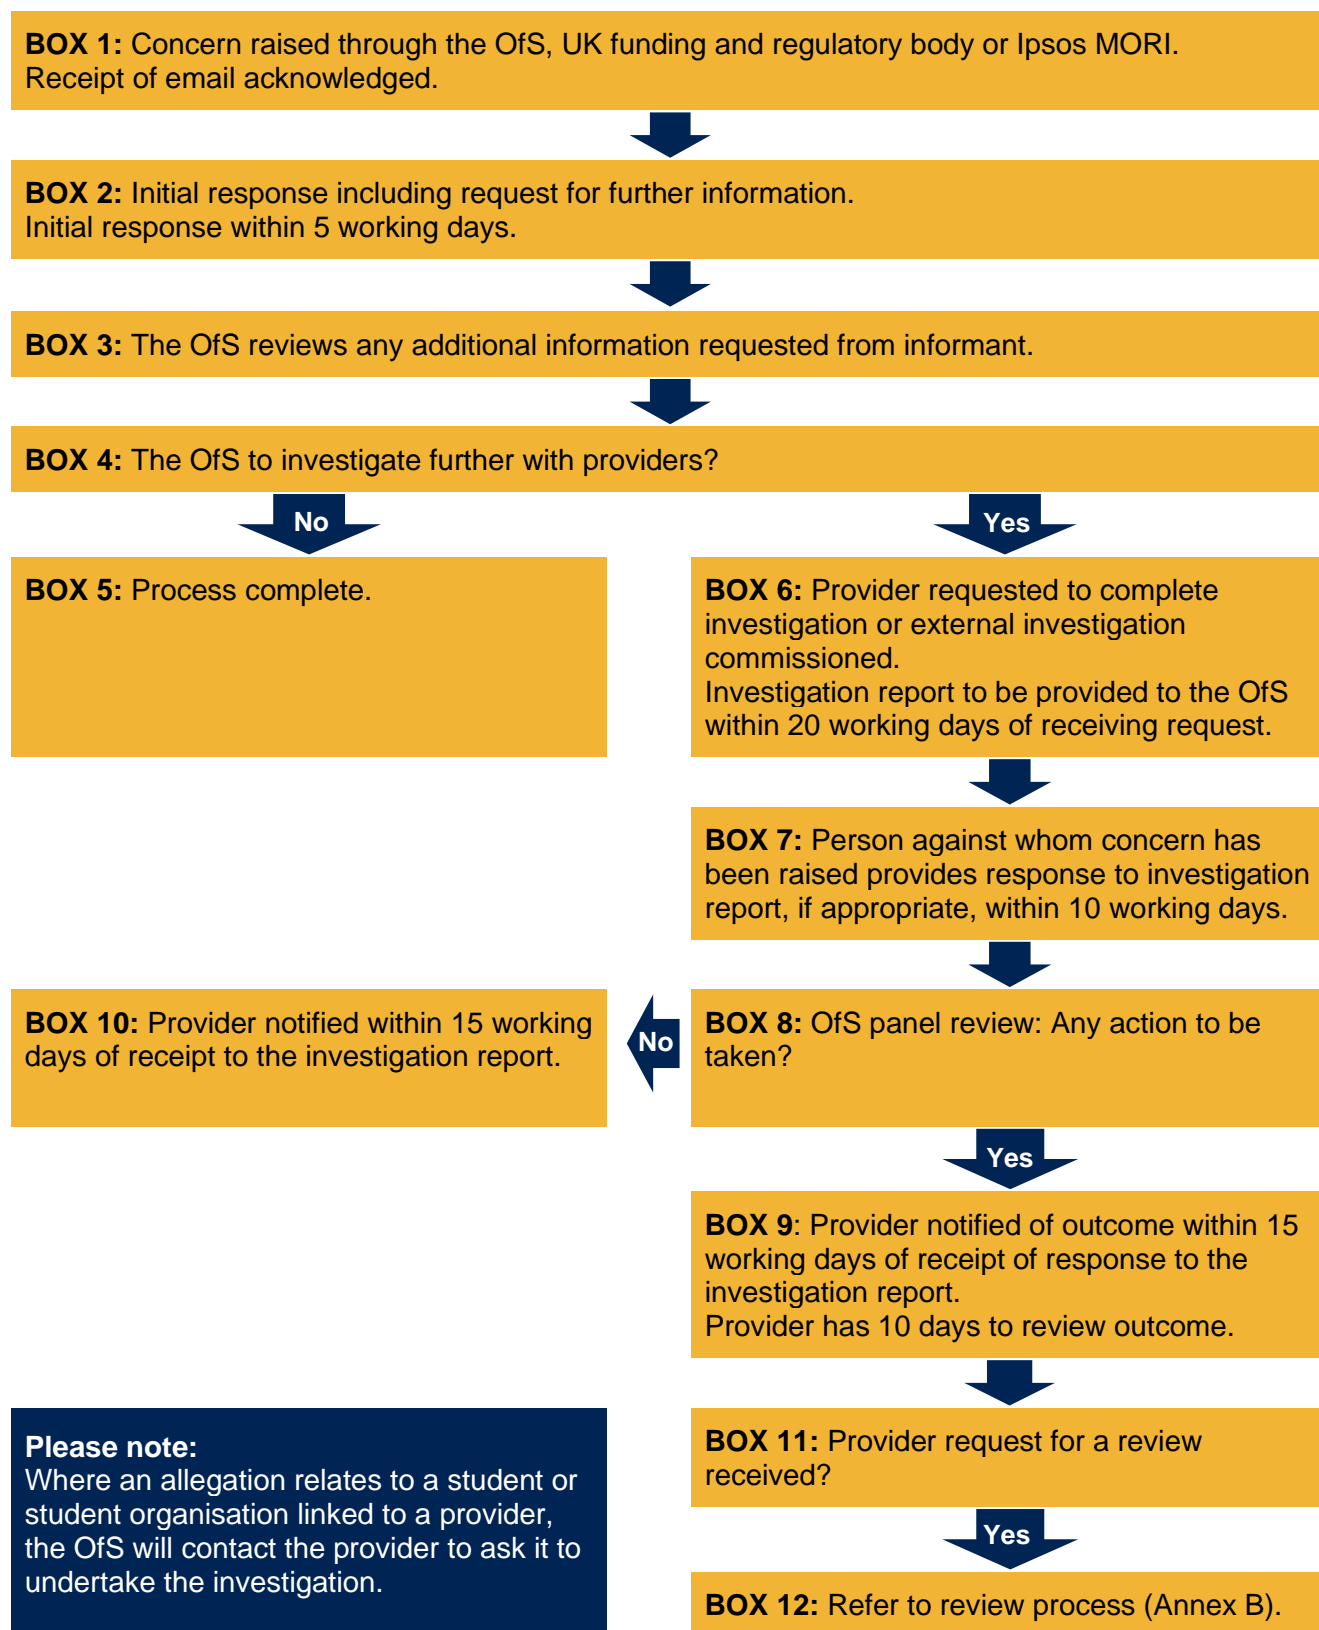 BOX 1: Concern raised through the OfS, UK funding and regulatory body or Ipsos MORI.
Receipt of email acknowledged.
BOX 2: Initial response including request for further information.
Initial response within 5 working days.
BOX 3: The OfS reviews any additional information requested from informant.
BOX 4: The OfS to investigate further with providers?
No
Yes
BOX 5: Process complete.
BOX 6: Provider requested to complete
investigation or external investigation
commissioned.
Investigation report to be provided to the OfS
within 20 working days of receiving request.
BOX 7: Person against whom concern has
been raised provides response to investigation
report, if appropriate, within 10 working days.
BOX 10: Provider notified within 15 working
days of receipt to the investigation report.
No
BOX 8: OfS panel review: Any action to be
taken?
Yes
BOX 9: Provider notified of outcome within 15
working days of receipt of response to the
investigation report.
Provider has 10 days to review outcome.
Please note:
Where an allegation relates to a student or
student organisation linked to a provider,
the OfS will contact the provider to ask it to
undertake the investigation.
BOX 11: Provider request for a review
received?
Yes
BOX 12: Refer to review process (Annex B).